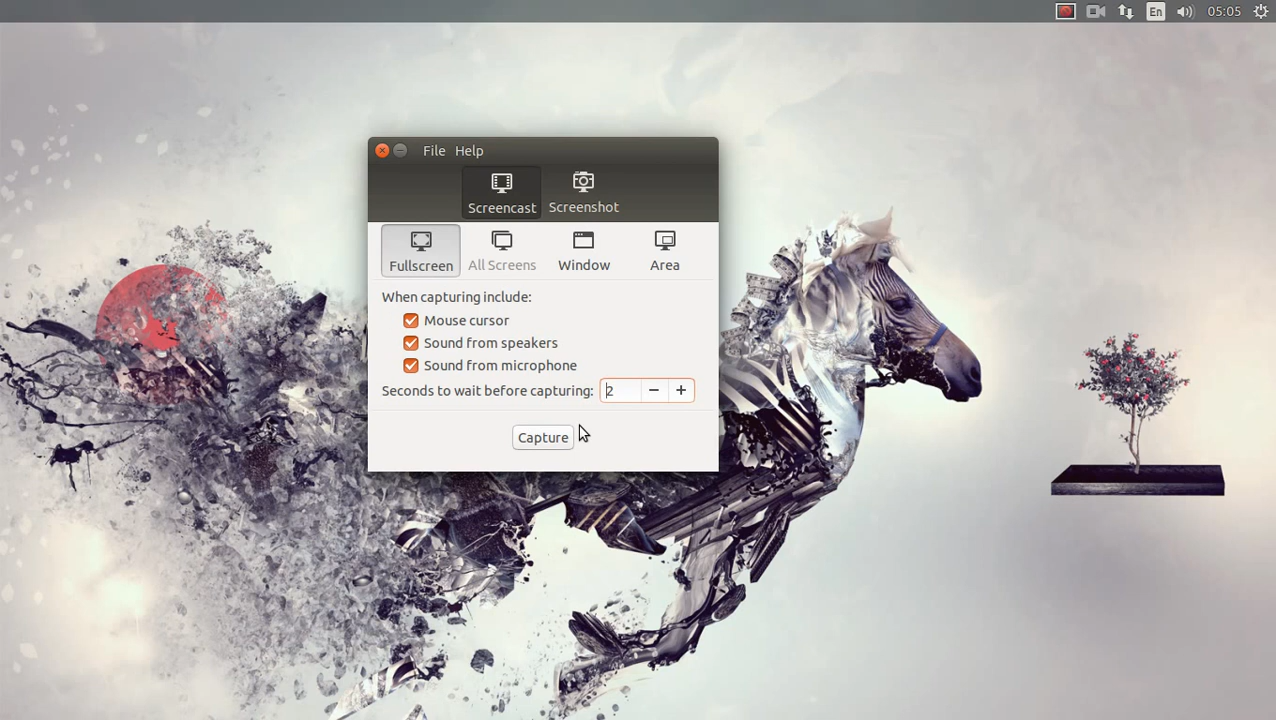 En 05:05
File Help
Screencast Screenshot
Fullscreen All Screens Window Area
When capturing include:
Mouse cursor
Sound from speakers
Sound from microphone
Seconds to wait before capturing: 2
Capture